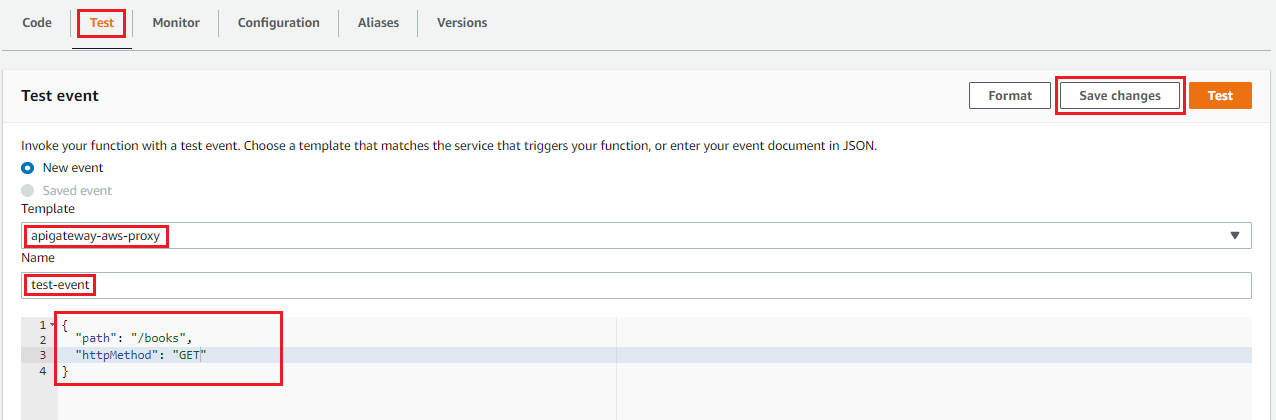 Code Test Monitor Configuration Aliases Versions
Test event Format Save changes Test
Invoke your function with a test event. Choose a template that matches the service that triggers your function, or enter your event document in JSON.
New event
Saved event
Template
apigateway-aws-proxy
Name
test-event
1 {
2 "path": "/books",
3 "httpMethod": "GET"
4 }